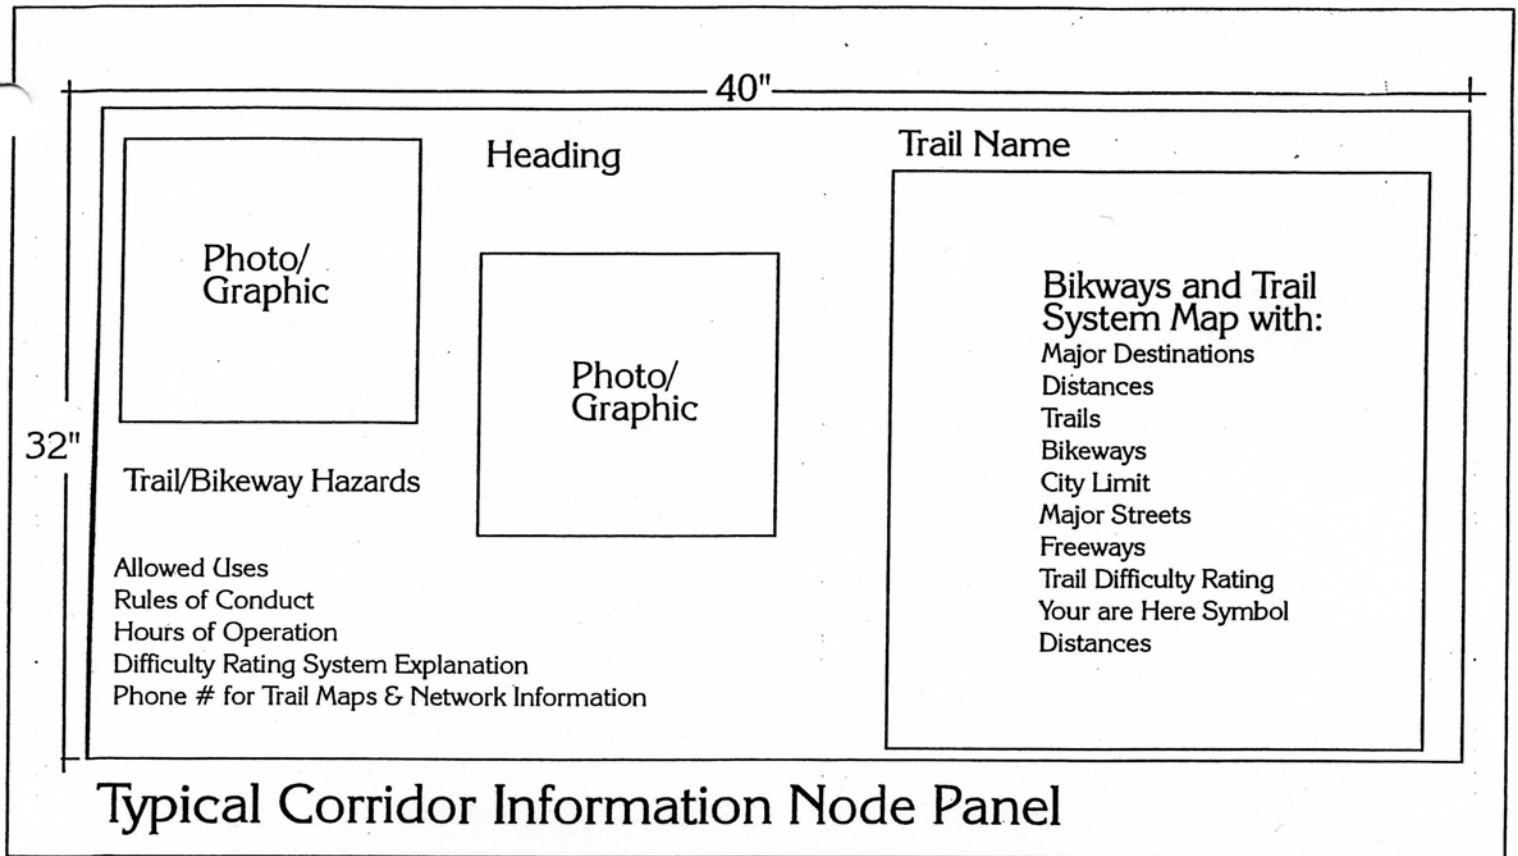 40"
32"
Photo/
Graphic
Trail/Bikeway Hazards
Allowed Uses
Rules of Conduct
Hours of Operation
Difficulty Rating System Explanation
Phone # for Trail Maps & Network Information
Heading
Photo/
Graphic
Trail Name
Bikways and Trail
System Map with:
Major Destinations
Distances
Trails
Bikeways
City Limit
Major Streets
Freeways
Trail Difficulty Rating
Your are Here Symbol
Distances
Typical Corridor Information Node Panel